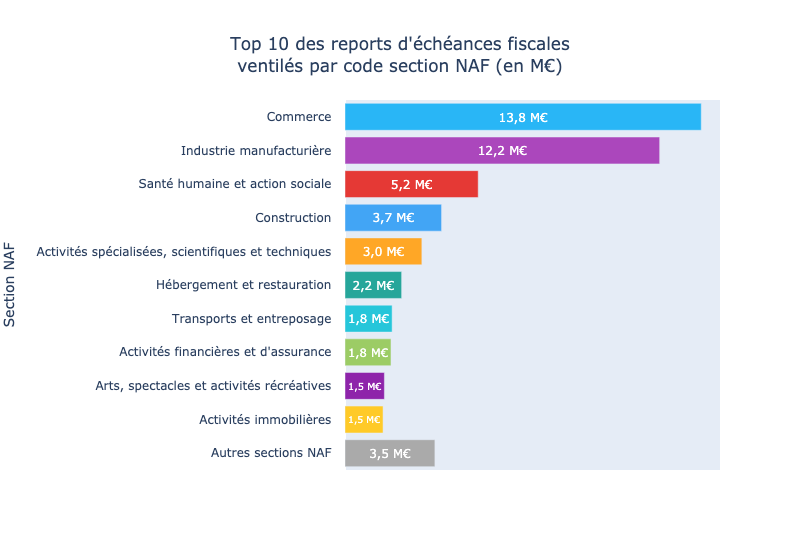 Top 10 des reports d'échéances fiscales
ventilés par code section NAF (en M€)
Section NAF
Commerce
13,8 M€
Industrie manufacturière
12,2 M€
Santé humaine et action sociale
5,2 M€
Construction
3,7 M€
Activités spécialisées, scientifiques et techniques
3,0 M€
Hébergement et restauration
2,2 M€
Transports et entreposage
1,8 M€
Activités financières et d'assurance
1,8 M€
Arts, spectacles et activités récréatives
1,5 M€
Activités immobilières
1,5 M€
Autres sections NAF
3,5 M€